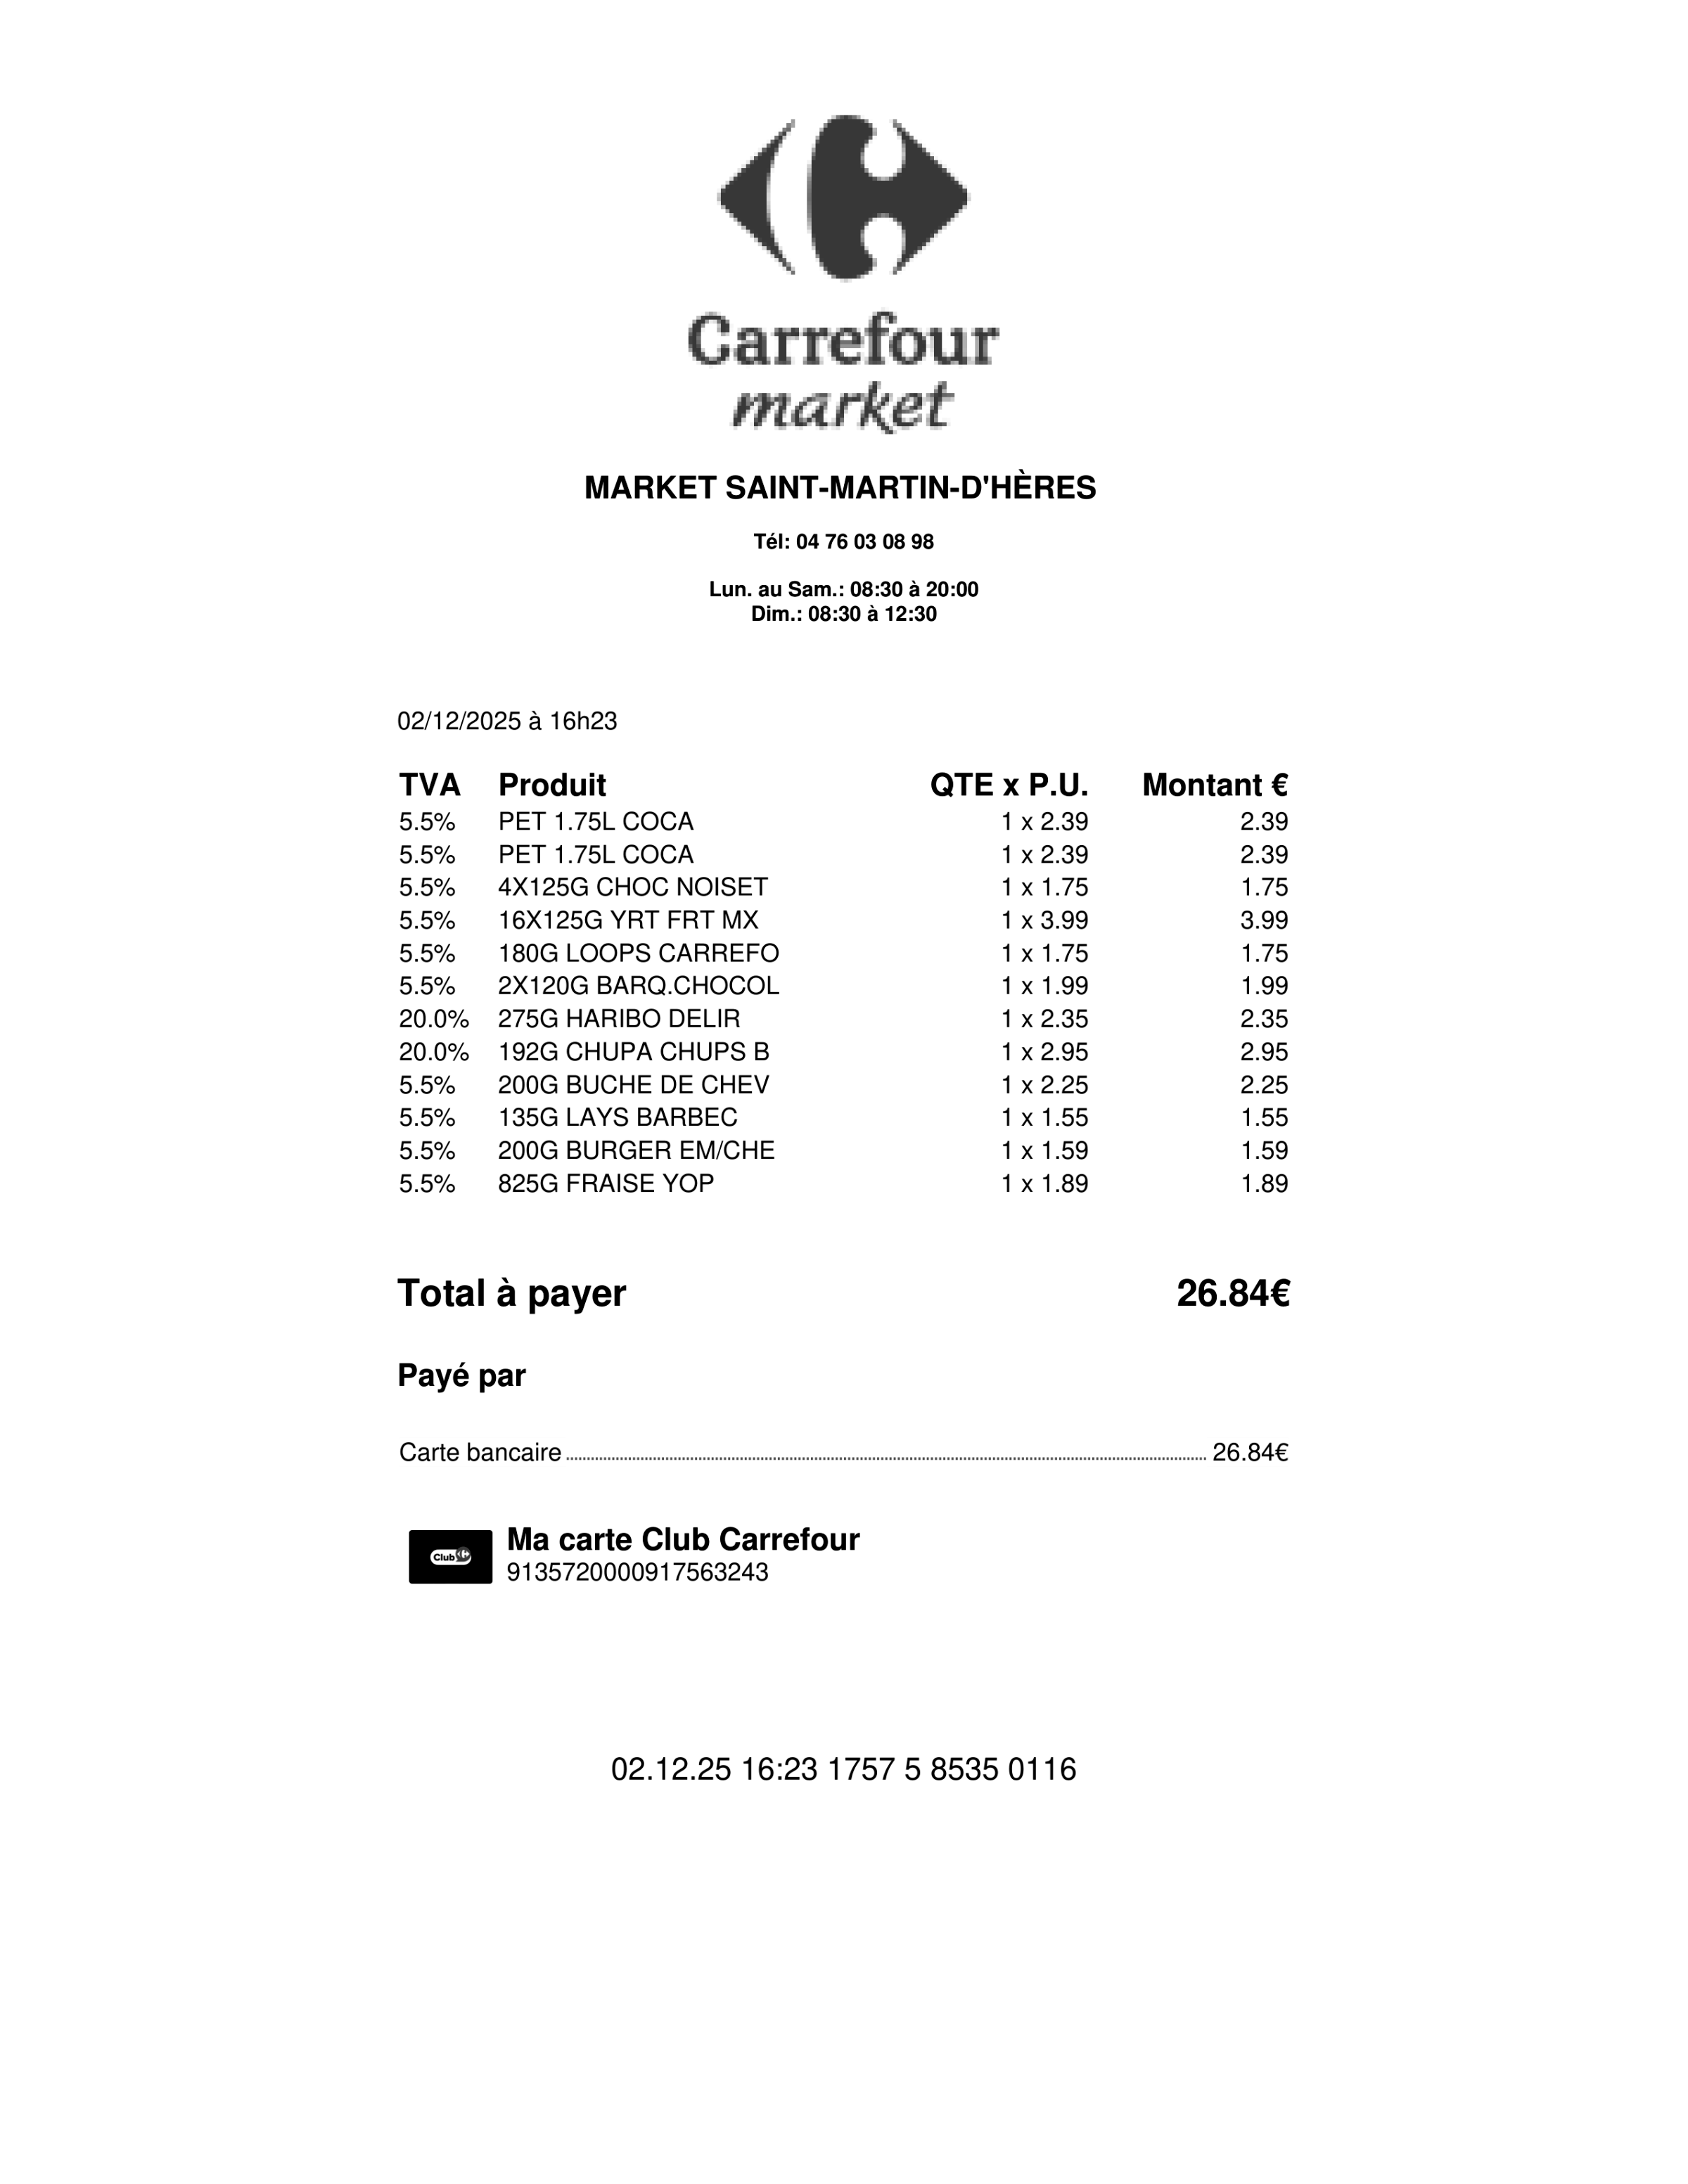 Carrefour
market
MARKET SAINT-MARTIN-D'HÈRES
Tél: 04 76 03 08 98
Lun. au Sam.: 08:30 à 20:00
Dim.: 08:30 à 12:30
02/12/2025 à 16h23
TVA Produit QTE x P.U. Montant €
5.5% PET 1.75L COCA 1 x 2.39 2.39
5.5% PET 1.75L COCA 1 x 2.39 2.39
5.5% 4X125G CHOC NOISET 1 x 1.75 1.75
5.5% 16X125G YRT FRT MX 1 x 3.99 3.99
5.5% 180G LOOPS CARREFO 1 x 1.75 1.75
5.5% 2X120G BARQ.CHOCOL 1 x 1.99 1.99
20.0% 275G HARIBO DELIR 1 x 2.35 2.35
20.0% 192G CHUPA CHUPS B 1 x 2.95 2.95
5.5% 200G BUCHE DE CHEV 1 x 2.25 2.25
5.5% 135G LAYS BARBEC 1 x 1.55 1.55
5.5% 200G BURGER EM/CHE 1 x 1.59 1.59
5.5% 825G FRAISE YOP 1 x 1.89 1.89
Total à payer 26.84€
Payé par
Carte bancaire 26.84€
Club
Ma carte Club Carrefour
9135720000917563243
02.12.25 16:23 1757 5 8535 0116